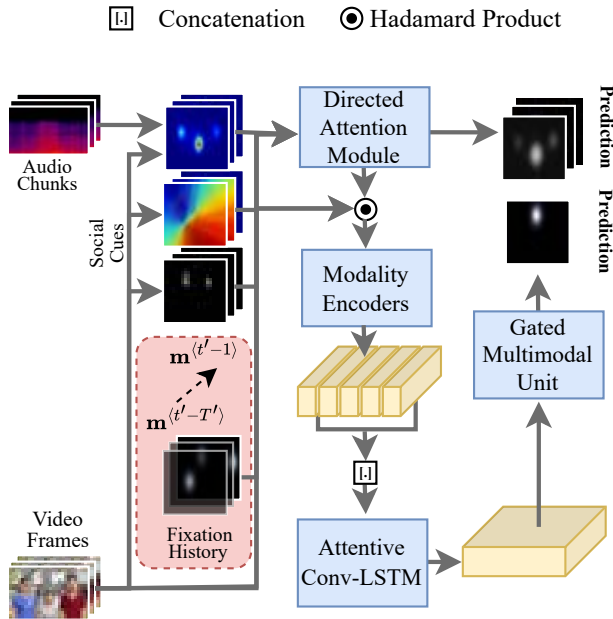 [.] Concatenation
Hadamard Product
Audio
Chunks
Social
Cues
Directed
Attention
Module
Prediction
Prediction
Modality
Encoders
Gated
Multimodal
Unit
m⟨t′−1⟩
m⟨t′−T′⟩
Fixation
History
[.]
Video
Frames
Attentive
Conv-LSTM